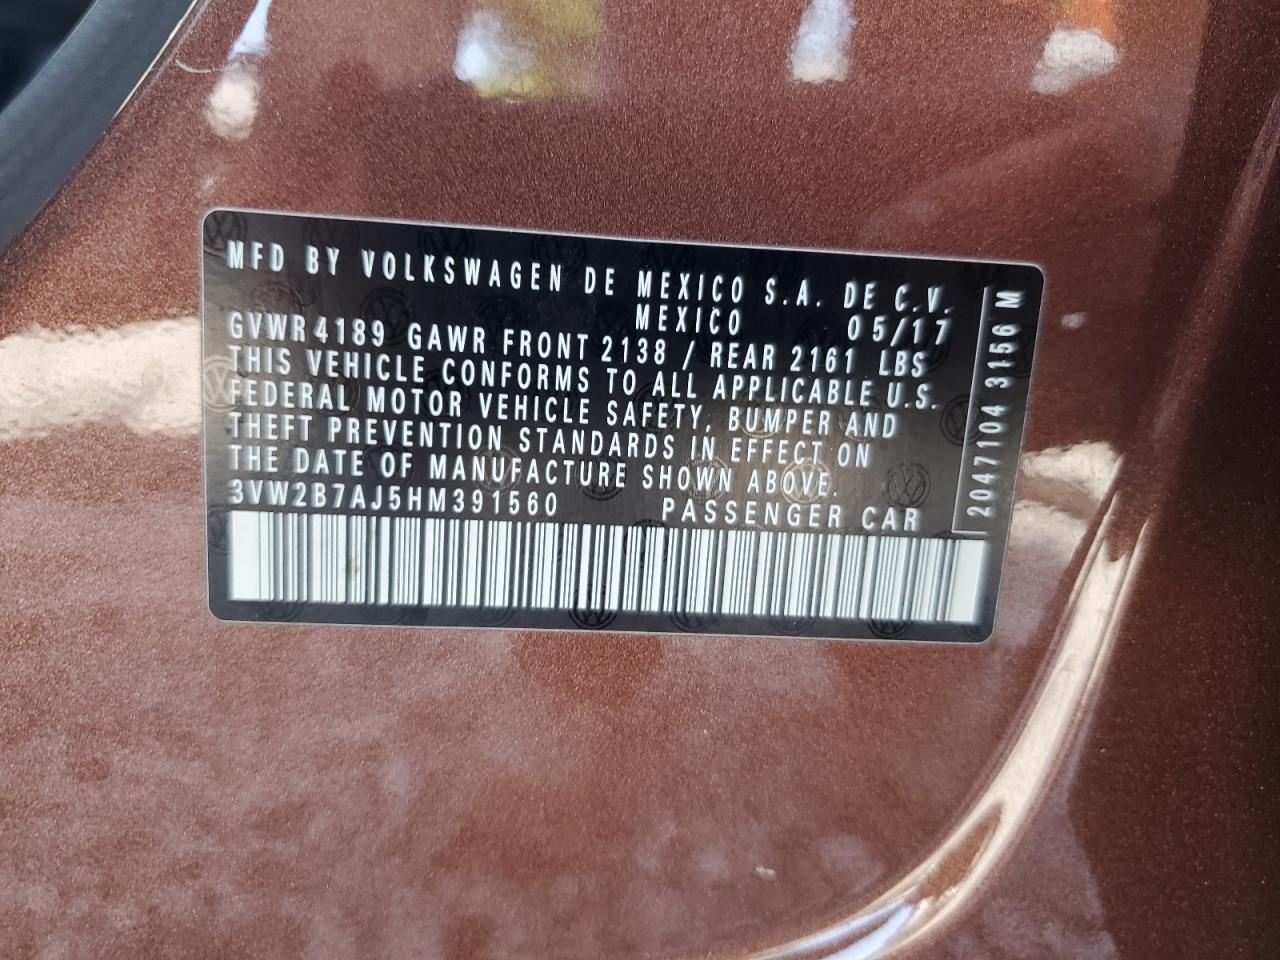 MFD BY VOLKSWAGEN DE MEXICO S.A. DE C.V.
MEXICO 05/17
GVWR 4189 GAWR FRONT 2138 / REAR 2161 LBS
THIS VEHICLE CONFORMS TO ALL APPLICABLE U.S.
FEDERAL MOTOR VEHICLE SAFETY, BUMPER AND
THEFT PREVENTION STANDARDS IN EFFECT ON
THE DATE OF MANUFACTURE SHOWN ABOVE.
3VW2B7AJ5HM391560 PASSENGER CAR
2047104 3156 M